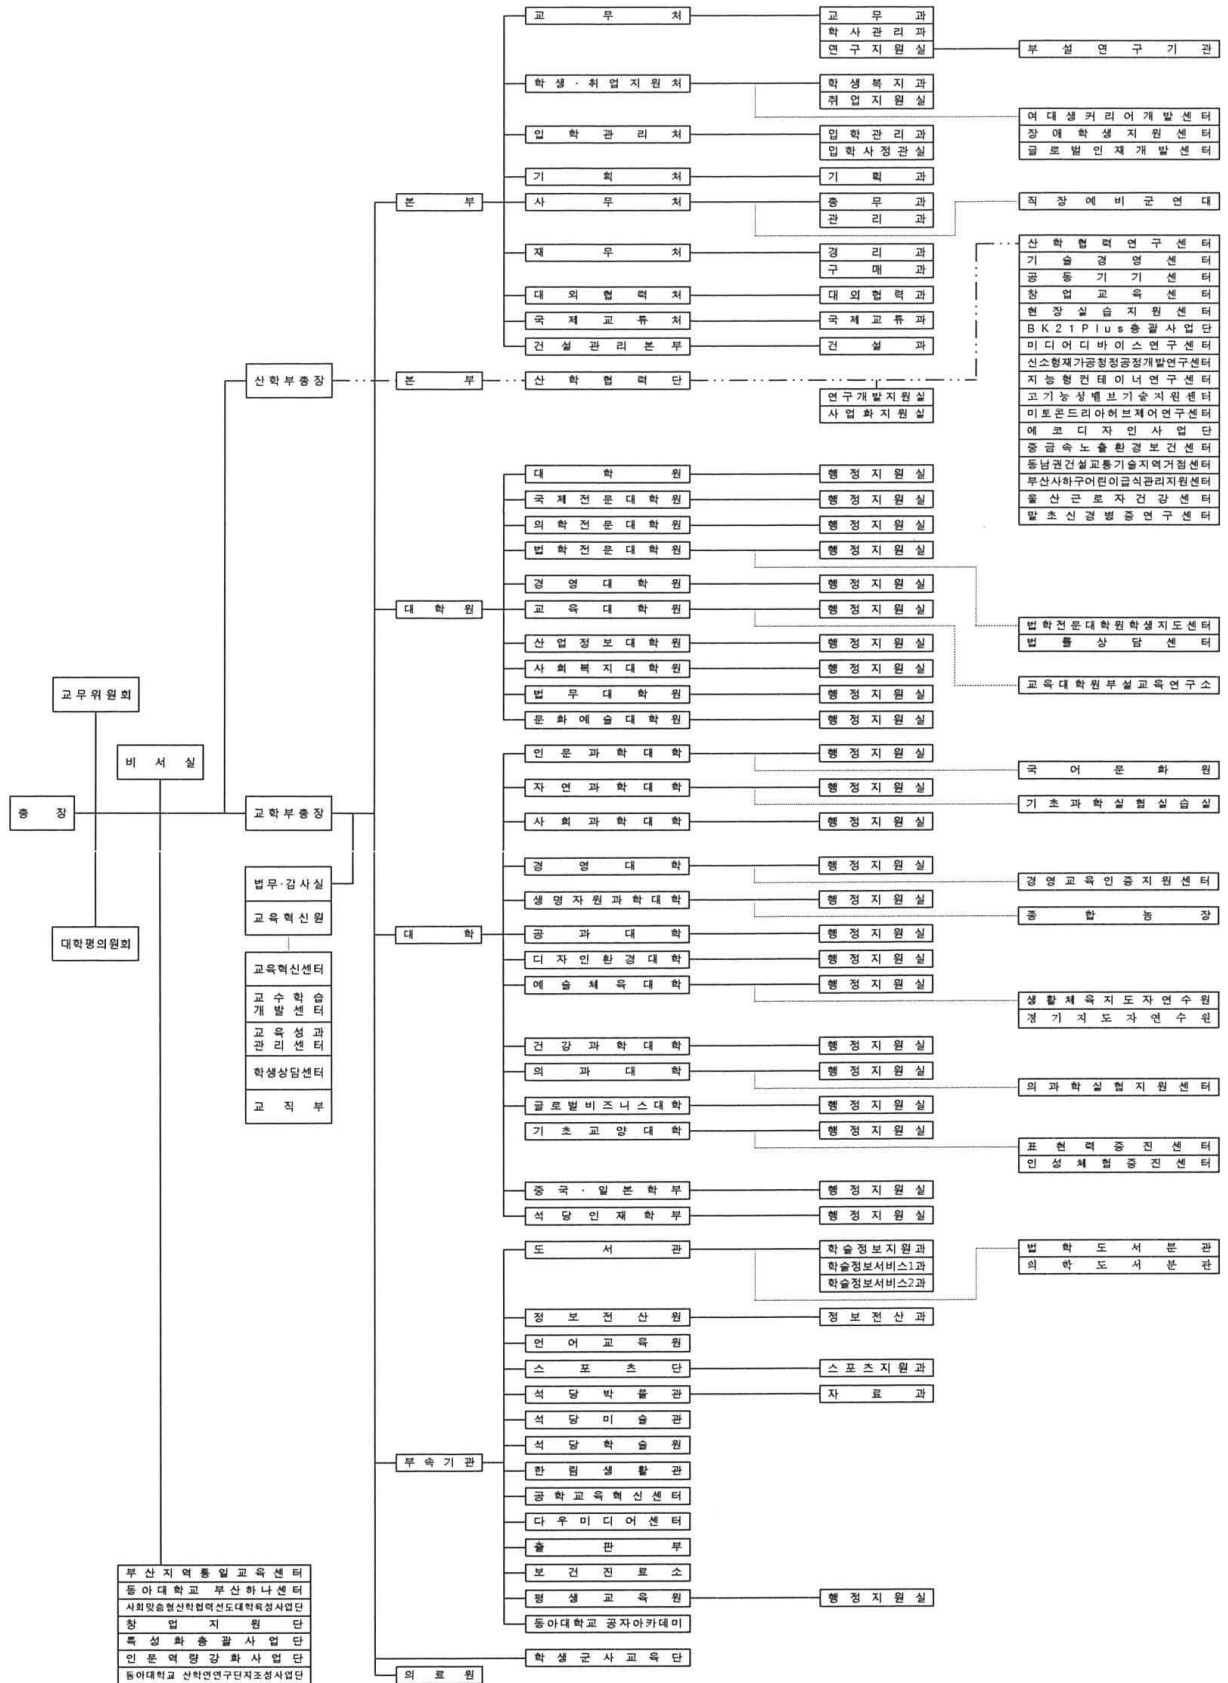 교무처
교무과
학사관리과
연구지원실
부설연구기관
학생·취업지원처
학생복지과
취업지원실
여대생커리어개발센터
장애학생지원센터
글로벌인재개발센터
입학관리처
입학관리과
입학사정관실
기획처
기획과
본부
사무처
총무과
관리과
직장예비군연대
재무처
경리과
구매과
대외협력처
대외협력과
국제교류처
국제교류과
건설관리본부
건설과
산학부총장
본부
산학협력단
연구개발지원실
사업화지원실
산학협력연구센터
기술경영센터
공동기기센터
창업교육센터
현장실습지원센터
BK21Plus총괄사업단
미디어디바이스연구센터
신소형재가공청정공정개발연구센터
지능형컨테이너연구센터
고기능성밸브기술지원센터
미토콘드리아허브제어연구센터
에코디자인사업단
중금속노출환경보건센터
동남권건설교통기술지역거점센터
부산사하구어린이급식관리지원센터
울산근로자건강센터
말초신경병증연구센터
대학원
행정지원실
국제전문대학원
행정지원실
의학전문대학원
행정지원실
법학전문대학원
행정지원실
경영대학원
행정지원실
대학원
교육대학원
행정지원실
법학전문대학원학생지도센터
법률상담센터
산업정보대학원
행정지원실
사회복지대학원
행정지원실
교육대학원부설교육연구소
법무대학원
행정지원실
문화예술대학원
행정지원실
교무위원회
비서실
총장
교학부총장
법무·감사실
교육혁신원
대학평의원회
교육혁신센터
교수학습
개발센터
교육성과
관리센터
학생상담센터
교직부
인문과학대학
행정지원실
국어문화원
자연과학대학
행정지원실
기초과학실험실습실
사회과학대학
행정지원실
경영대학
행정지원실
경영교육인증지원센터
생명자원과학대학
행정지원실
종합농장
대학
공과대학
행정지원실
디자인환경대학
행정지원실
예술체육대학
행정지원실
생활체육지도자연수원
경기지도자연수원
건강과학대학
행정지원실
의과대학
행정지원실
의과학실험지원센터
글로벌비즈니스대학
행정지원실
기초교양대학
행정지원실
표현력증진센터
인성체험증진센터
중국·일본학부
행정지원실
석당인재학부
행정지원실
도서관
학술정보지원과
학술정보서비스1과
학술정보서비스2과
법학도서분관
의학도서분관
정보전산원
정보전산과
언어교육원
스포츠단
스포츠지원과
석당박물관
자료과
석당미술관
석당학술원
부속기관
한림생활관
공학교육혁신센터
다우미디어센터
출판부
보건진료소
평생교육원
행정지원실
동아대학교 공자아카데미
학생군사교육단
의료원
부산지역통일교육센터
동아대학교 부산하나센터
사회맞춤형산학협력선도대학육성사업단
창업지원단
특성화총괄사업단
인문역량강화사업단
동아대학교 산학연연구단지조성사업단